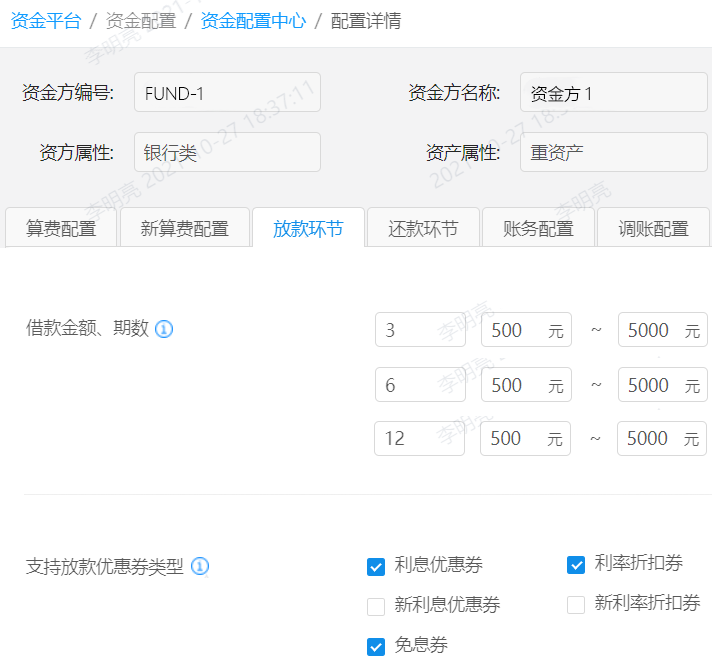 资金平台 / 资金配置 / 资金配置中心 / 配置详情
资金方编号: FUND-1 资金方名称: 资金方1
资方属性: 银行类 资产属性: 重资产
算费配置 新算费配置 放款环节 还款环节 账务配置 调账配置
借款金额、期数 3 500 元 ~ 5000 元
6 500 元 ~ 5000 元
12 500 元 ~ 5000 元
支持放款优惠券类型 利息优惠券 利率折扣券
新利息优惠券 新利率折扣券
免息券
李明亮 2021-10-27 18:37:11